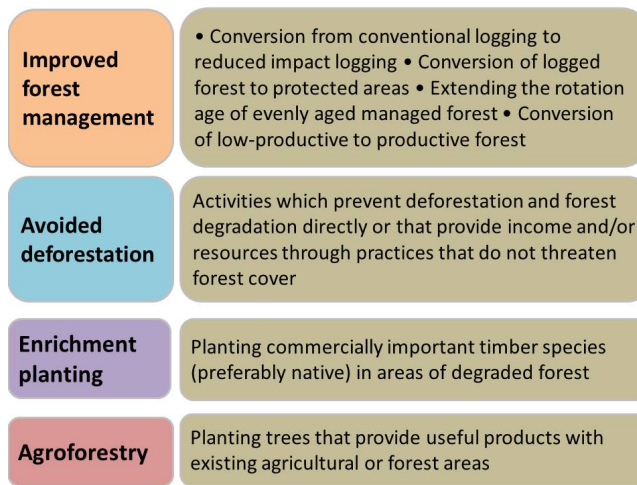 Improved
forest
management
• Conversion from conventional logging to
reduced impact logging • Conversion of logged
forest to protected areas • Extending the rotation
age of evenly aged managed forest • Conversion
of low-productive to productive forest
Avoided
deforestation
Activities which prevent deforestation and forest
degradation directly or that provide income and/or
resources through practices that do not threaten
forest cover
Enrichment
planting
Planting commercially important timber species
(preferably native) in areas of degraded forest
Agroforestry
Planting trees that provide useful products with
existing agricultural or forest areas